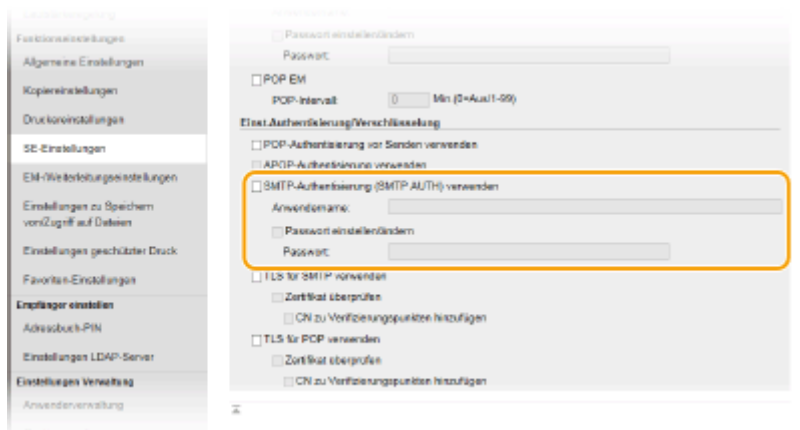 Funktionseinstellungen
Allgemeine Einstellungen
Kopiereinstellungen
Druckereinstellungen
SE-Einstellungen
EM-/Weiterleitungseinstellungen
Einstellungen zu Speichern
von/Zugriff auf Dateien
Einstellungen geschützter Druck
Favoriten-Einstellungen
Empfänger einstellen
Adressbuch-PIN
Einstellungen LDAP-Server
Einstellungen Verwaltung
Anwenderverwaltung
Passwort einstellen/ändern
Passwort:
POP EM
POP-Intervall: 0 Min (0=Aus/1-99)
Einst. Authentisierung/Verschlüsselung
POP-Authentisierung vor Senden verwenden
APOP-Authentisierung verwenden
SMTP-Authentisierung (SMTP AUTH) verwenden
Anwendername:
Passwort einstellen/ändern
Passwort:
TLS für SMTP verwenden
Zertifikat überprüfen
CN zu Verifizierungspunkten hinzufügen
TLS für POP verwenden
Zertifikat überprüfen
CN zu Verifizierungspunkten hinzufügen